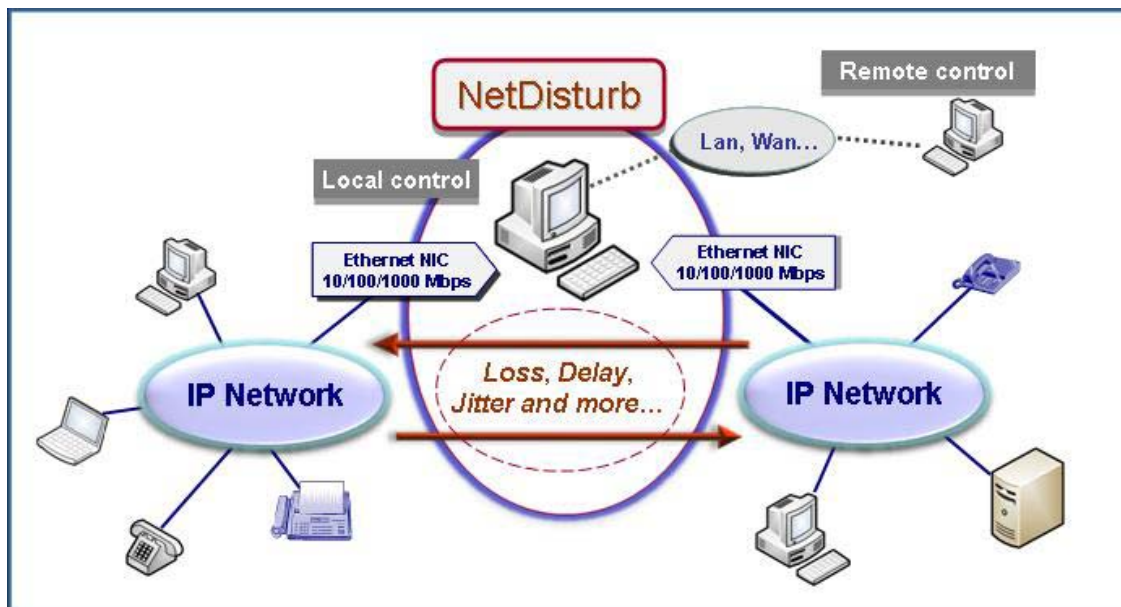 Remote control
NetDisturb
Lan, Wan...
Local control
Ethernet NIC
10/100/1000 Mbps
Ethernet NIC
10/100/1000 Mbps
IP Network
Loss, Delay,
Jitter and more...
IP Network